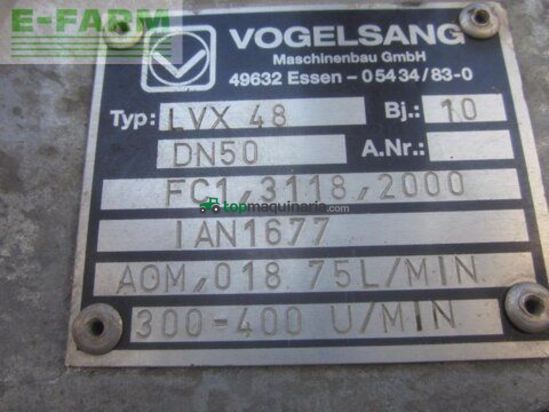 E-FARM
VOGELSANG
Maschinenbau GmbH
49632 Essen – 05434/83-0
Typ: LVX 48 Bj.: 10
DN50 A.Nr.:
FC1,3118,2000
topmaquinaria.com
IAN1677
AOM,018 75L/MIN
300-400 U/MIN